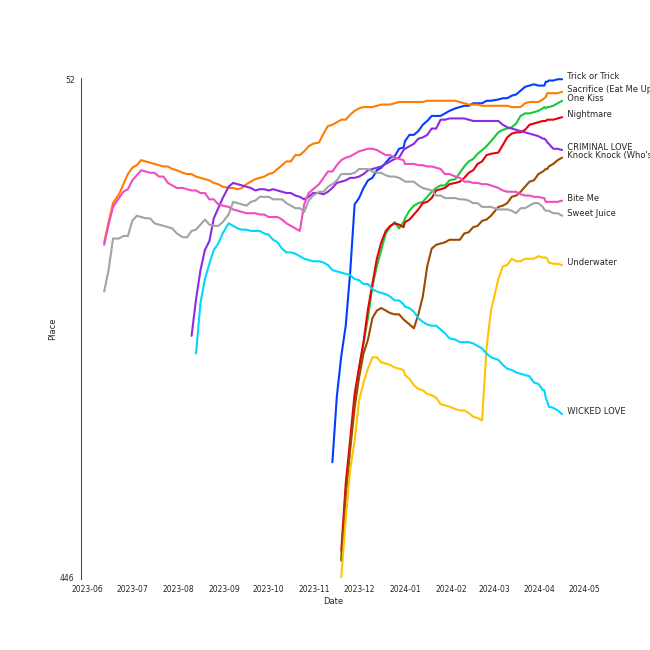 52
Trick or Trick
Sacrifice (Eat Me Up
One Kiss
Nightmare
CRIMINAL LOVE
Knock Knock (Who's
Bite Me
Sweet Juice
Underwater
Place
WICKED LOVE
446
2023-06 2023-07 2023-08 2023-09 2023-10 2023-11 2023-12 2024-01 2024-02 2024-03 2024-04 2024-05
Date